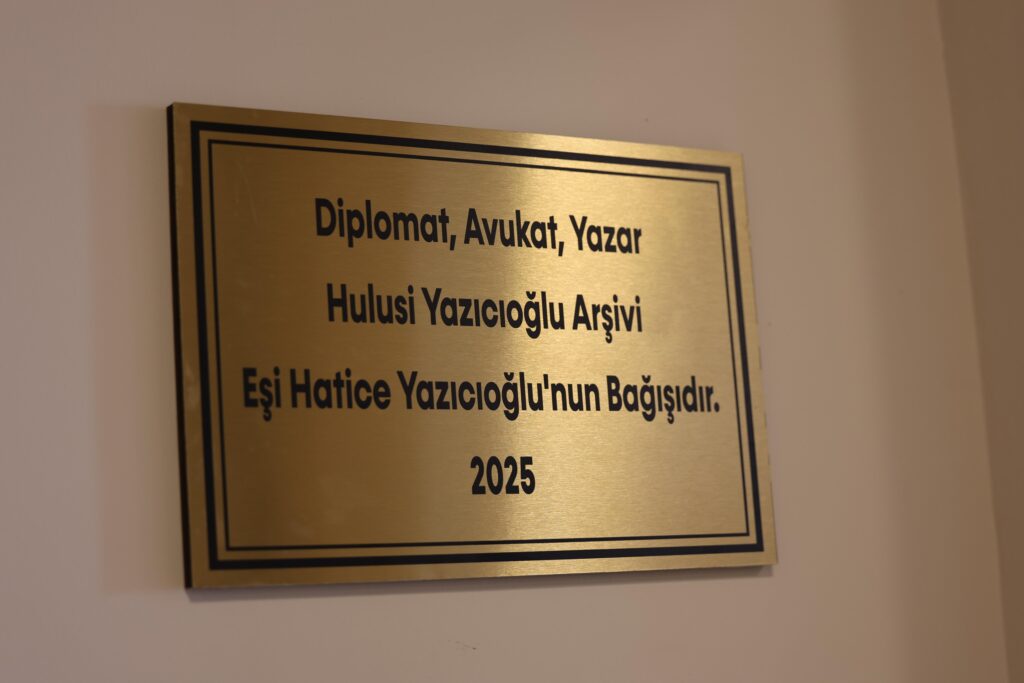 Diplomat, Avukat, Yazar
Hulusi Yazıcıoğlu Arşivi
Eşi Hatice Yazıcıoğlu'nun Bağışıdır.
2025